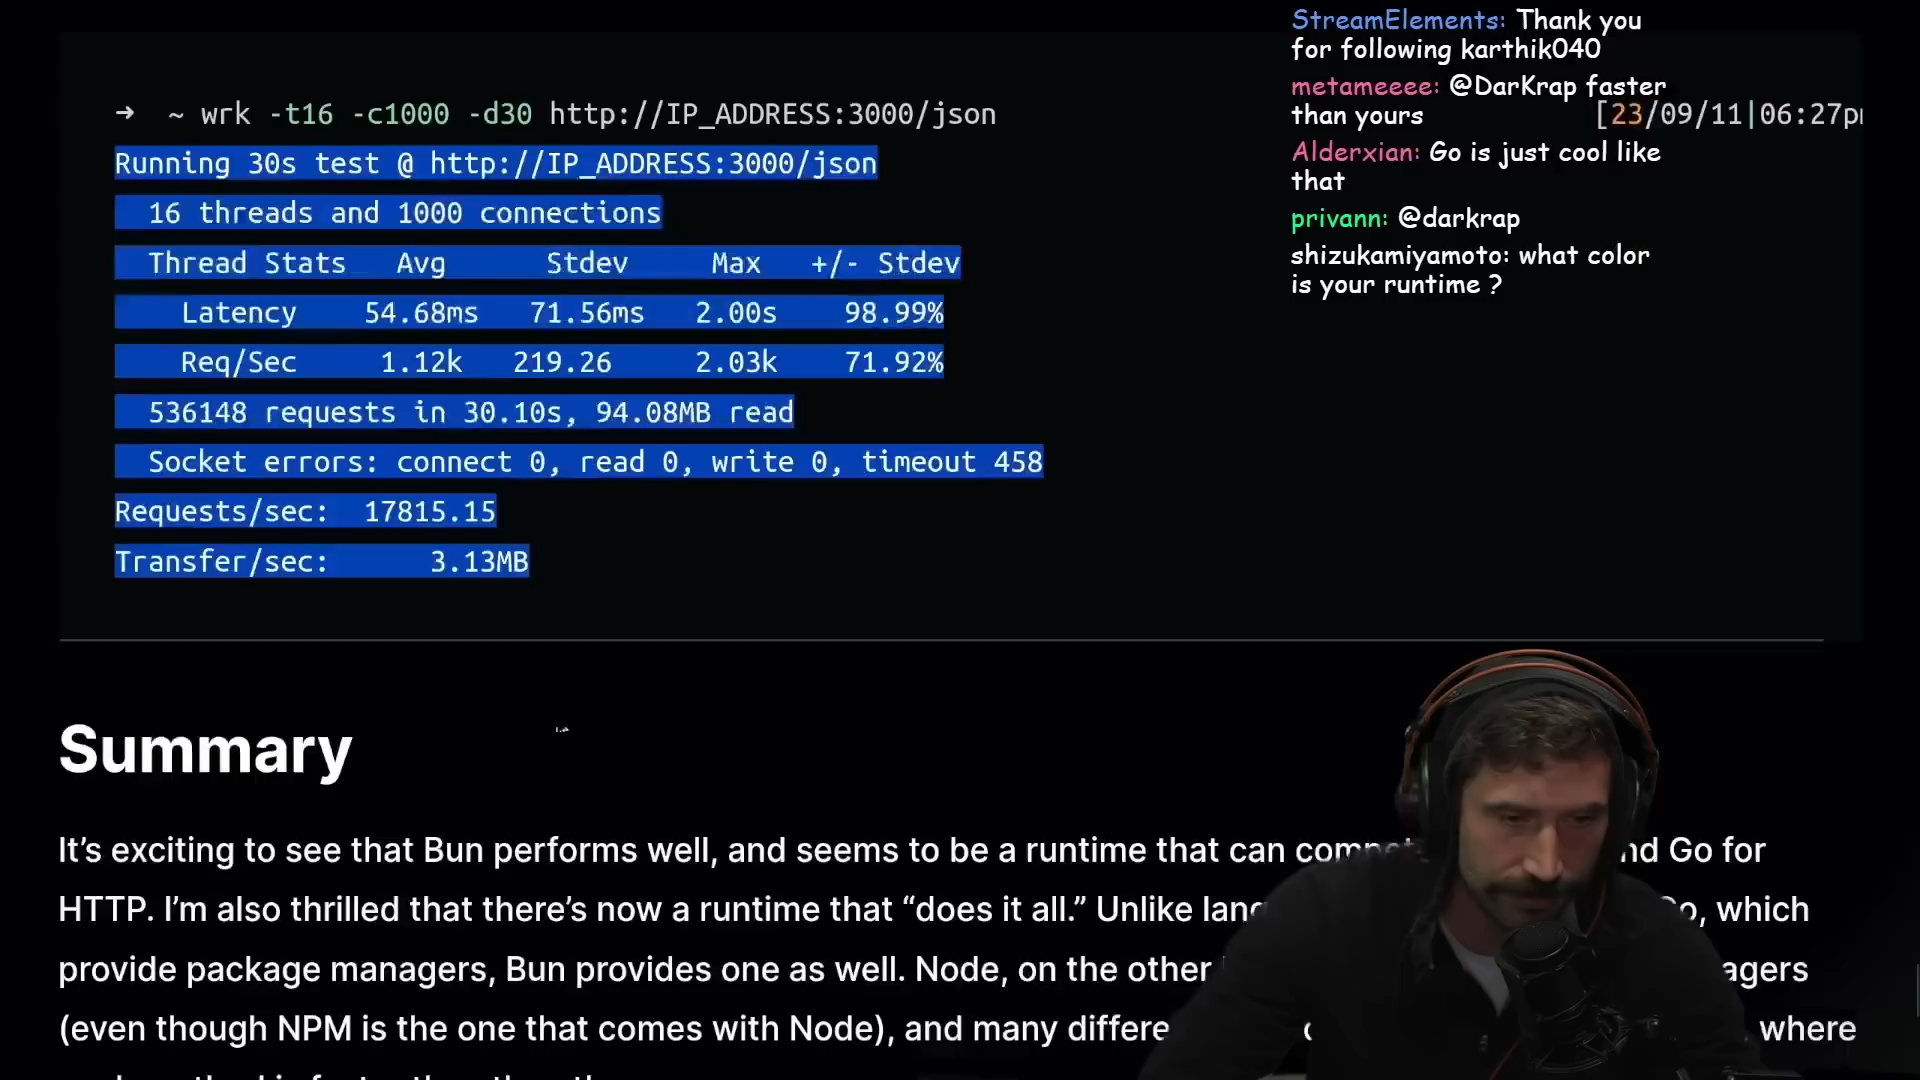 ➜ ~ wrk -t16 -c1000 -d30 http://IP_ADDRESS:3000/json [23/09/11|06:27p
Running 30s test @ http://IP_ADDRESS:3000/json
16 threads and 1000 connections
Thread Stats Avg Stdev Max +/- Stdev
Latency 54.68ms 71.56ms 2.00s 98.99%
Req/Sec 1.12k 219.26 2.03k 71.92%
536148 requests in 30.10s, 94.08MB read
Socket errors: connect 0, read 0, write 0, timeout 458
Requests/sec: 17815.15
Transfer/sec: 3.13MB
StreamElements: Thank you
for following karthik040
metameeee: @DarKrap faster
than yours
Alderxian: Go is just cool like
that
privann: @darkrap
shizukamiyamoto: what color
is your runtime ?
Summary
It’s exciting to see that Bun performs well, and seems to be a runtime that can Go for
HTTP. I’m also thrilled that there’s now a runtime that “does it all.” Unlike which
provide package managers, Bun provides one as well. Node, on the other
(even though NPM is the one that comes with Node), and many where